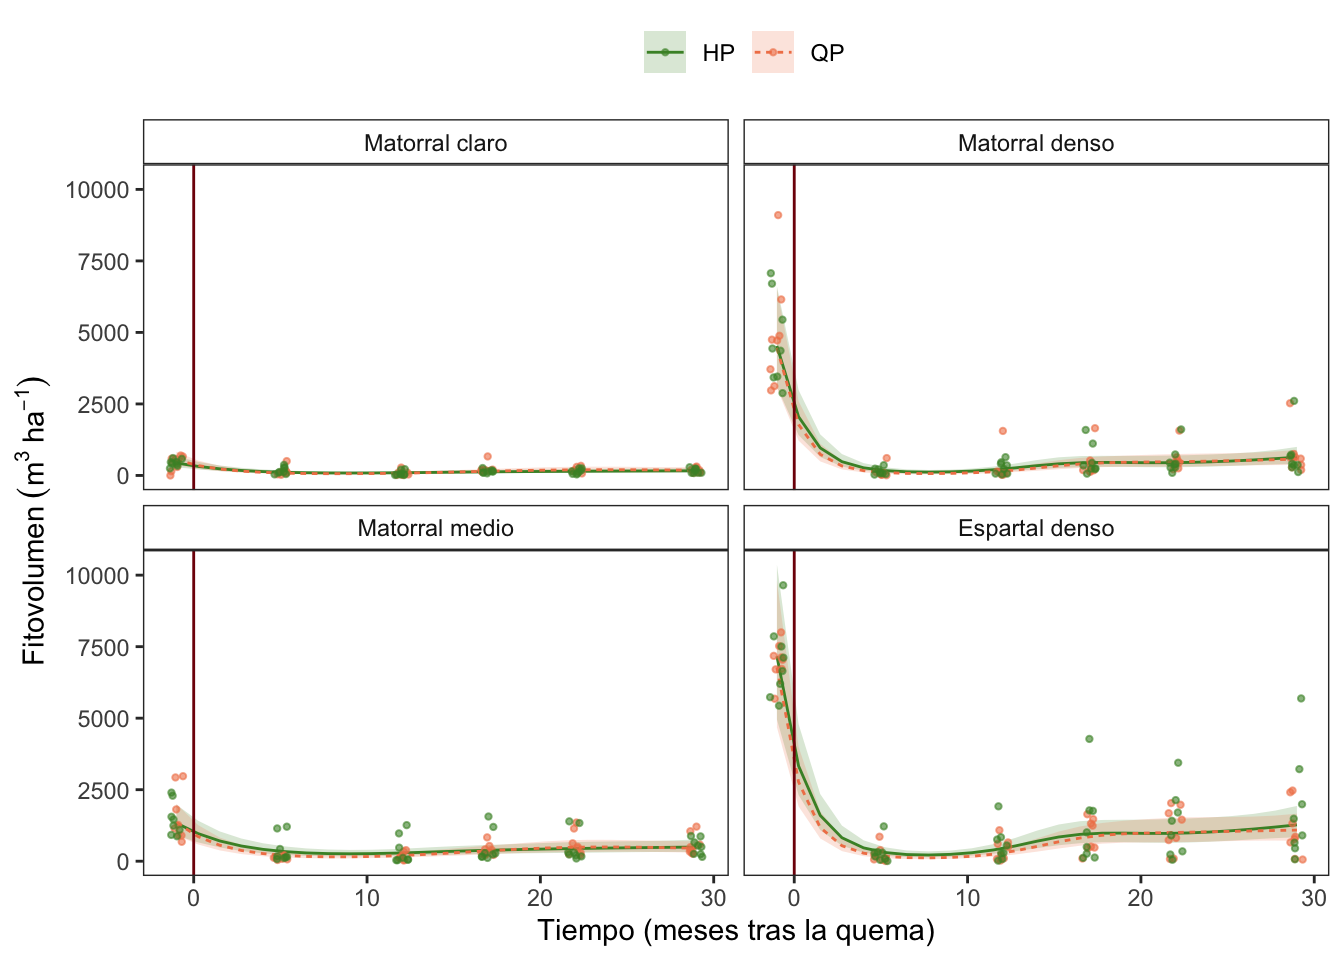 HP QP
Matorral claro Matorral denso
10000
7500
5000
2500
0
Matorral medio Espartal denso
10000
7500
5000
2500
0
0 10 20 30 0 10 20 30
Fitovolumen (m³ ha⁻¹)
Tiempo (meses tras la quema)